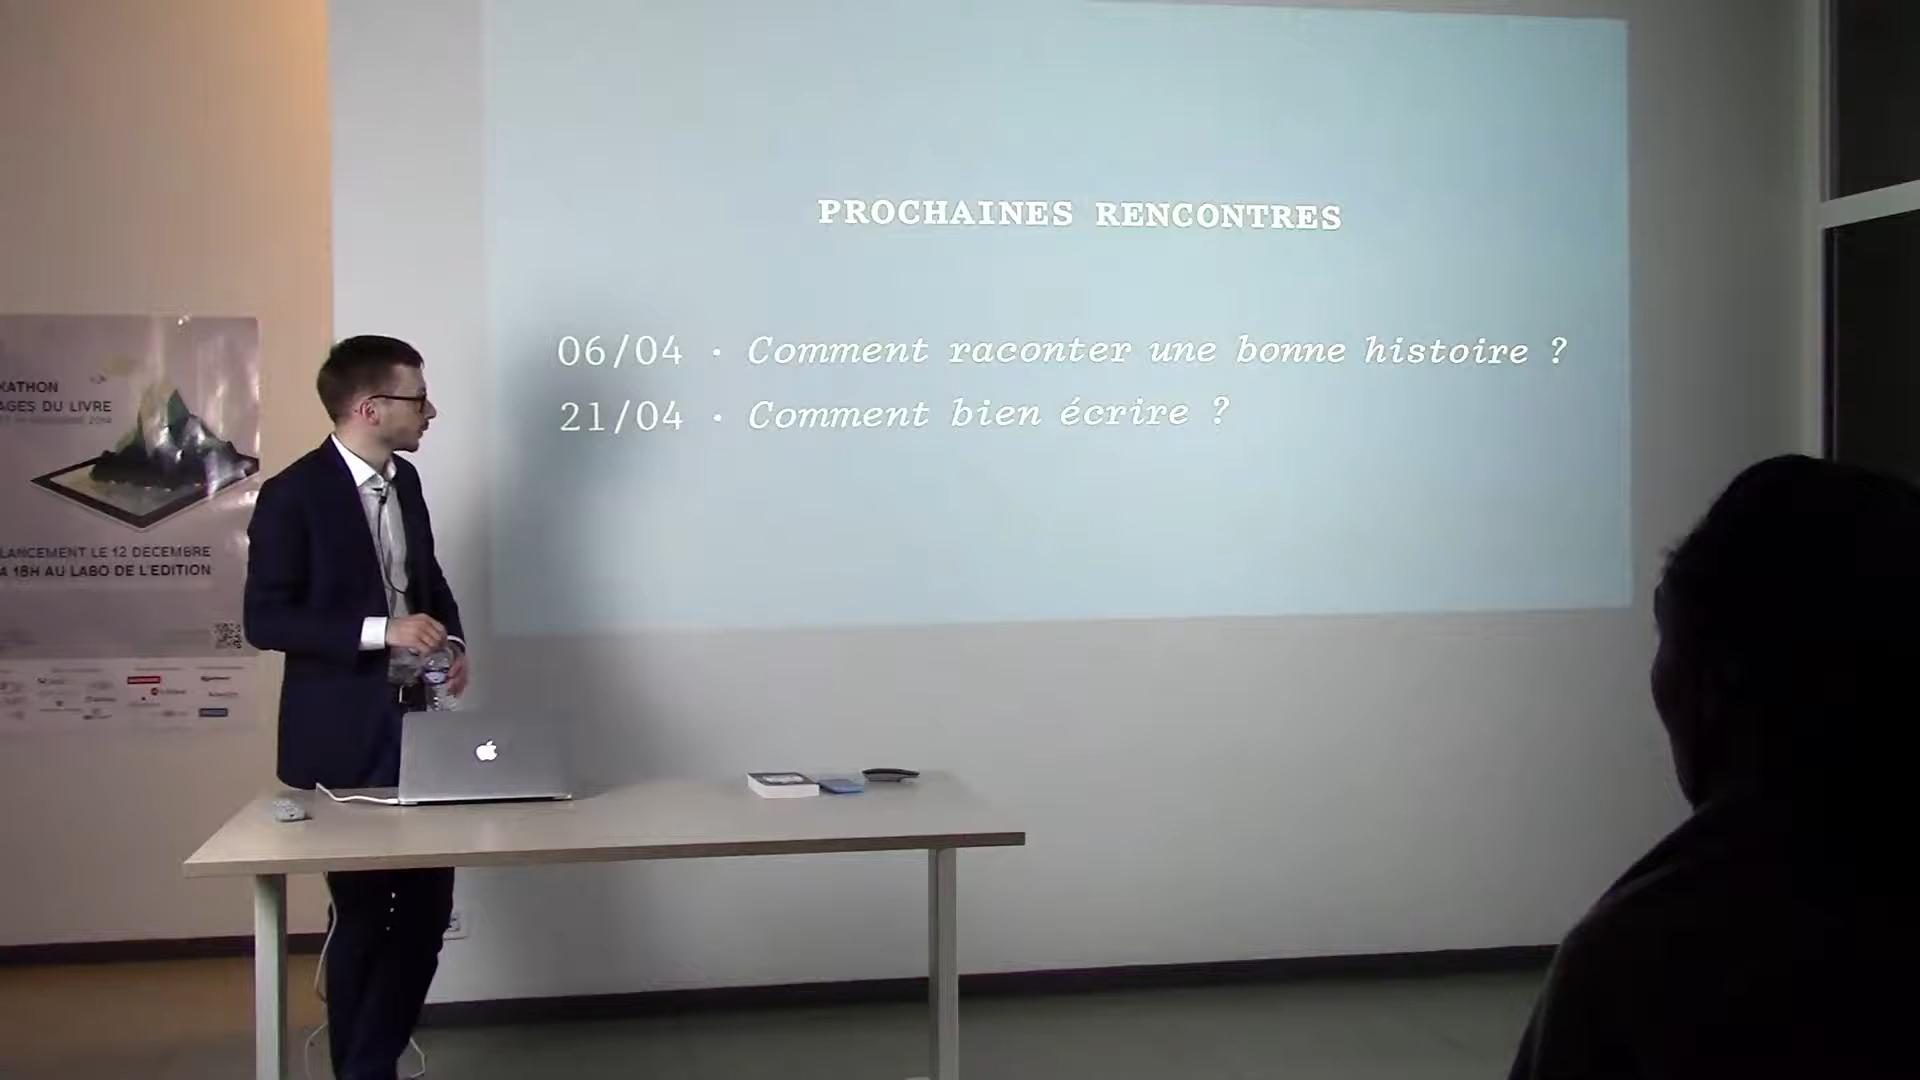 PROCHAINES RENCONTRES
06/04 · Comment raconter une bonne histoire ?
21/04 · Comment bien écrire ?
KATHON
AGES DU LIVRE
LANCEMENT LE 12 DECEMBRE
A 18H AU LABO DE L'EDITION